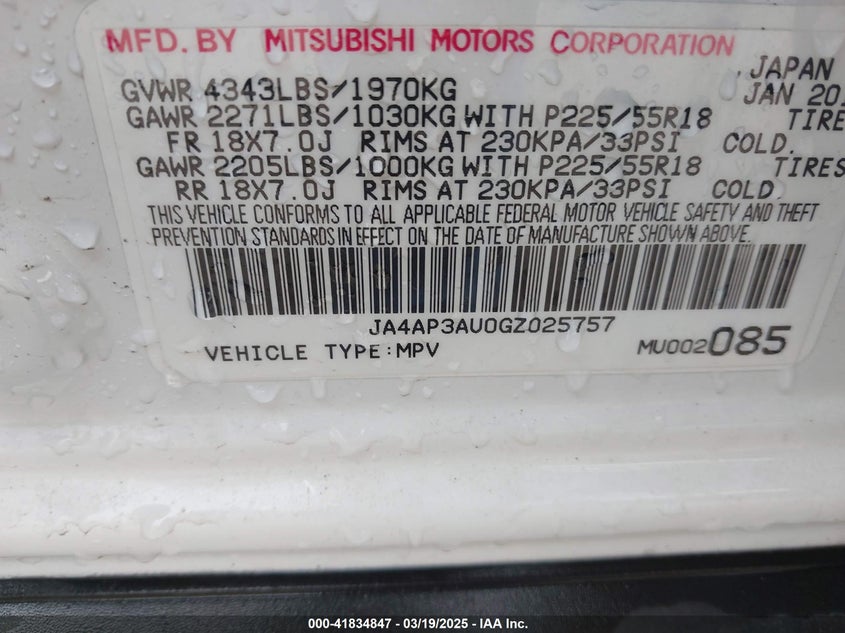 MFD. BY MITSUBISHI MOTORS CORPORATION
JAPAN
GVWR 4343LBS/1970KG JAN
GAWR 2271LBS/1030KG WITH P225/55R18 TIRE
FR 18X7.0J RIMS AT 230KPA/33PSI COLD.
GAWR 2205LBS/1000KG WITH P225/55R18 TIRES
RR 18X7.0J RIMS AT 230KPA/33PSI COLD.
THIS VEHICLE CONFORMS TO ALL APPLICABLE FEDERAL MOTOR VEHICLE SAFETY AND THEFT
PREVENTION STANDARDS IN EFFECT ON THE DATE OF MANUFACTURE SHOWN ABOVE.
JA4AP3AU0GZ025757
VEHICLE TYPE:MPV MU002085
000-41834847 - 03/19/2025 - IAA Inc.